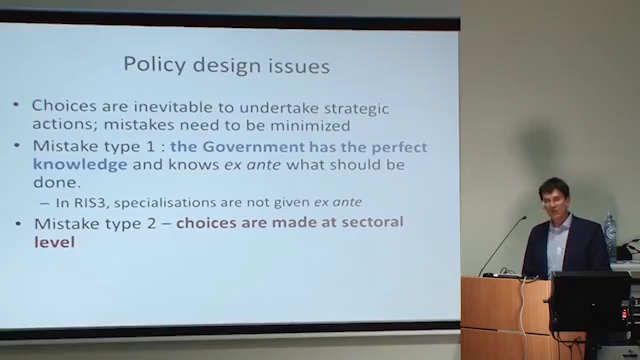 Policy design issues
• Choices are inevitable to undertake strategic
actions; mistakes need to be minimized
• Mistake type 1 : the Government has the perfect
knowledge and knows ex ante what should be
done.
– In RIS3, specialisations are not given ex ante
• Mistake type 2 – choices are made at sectoral
level